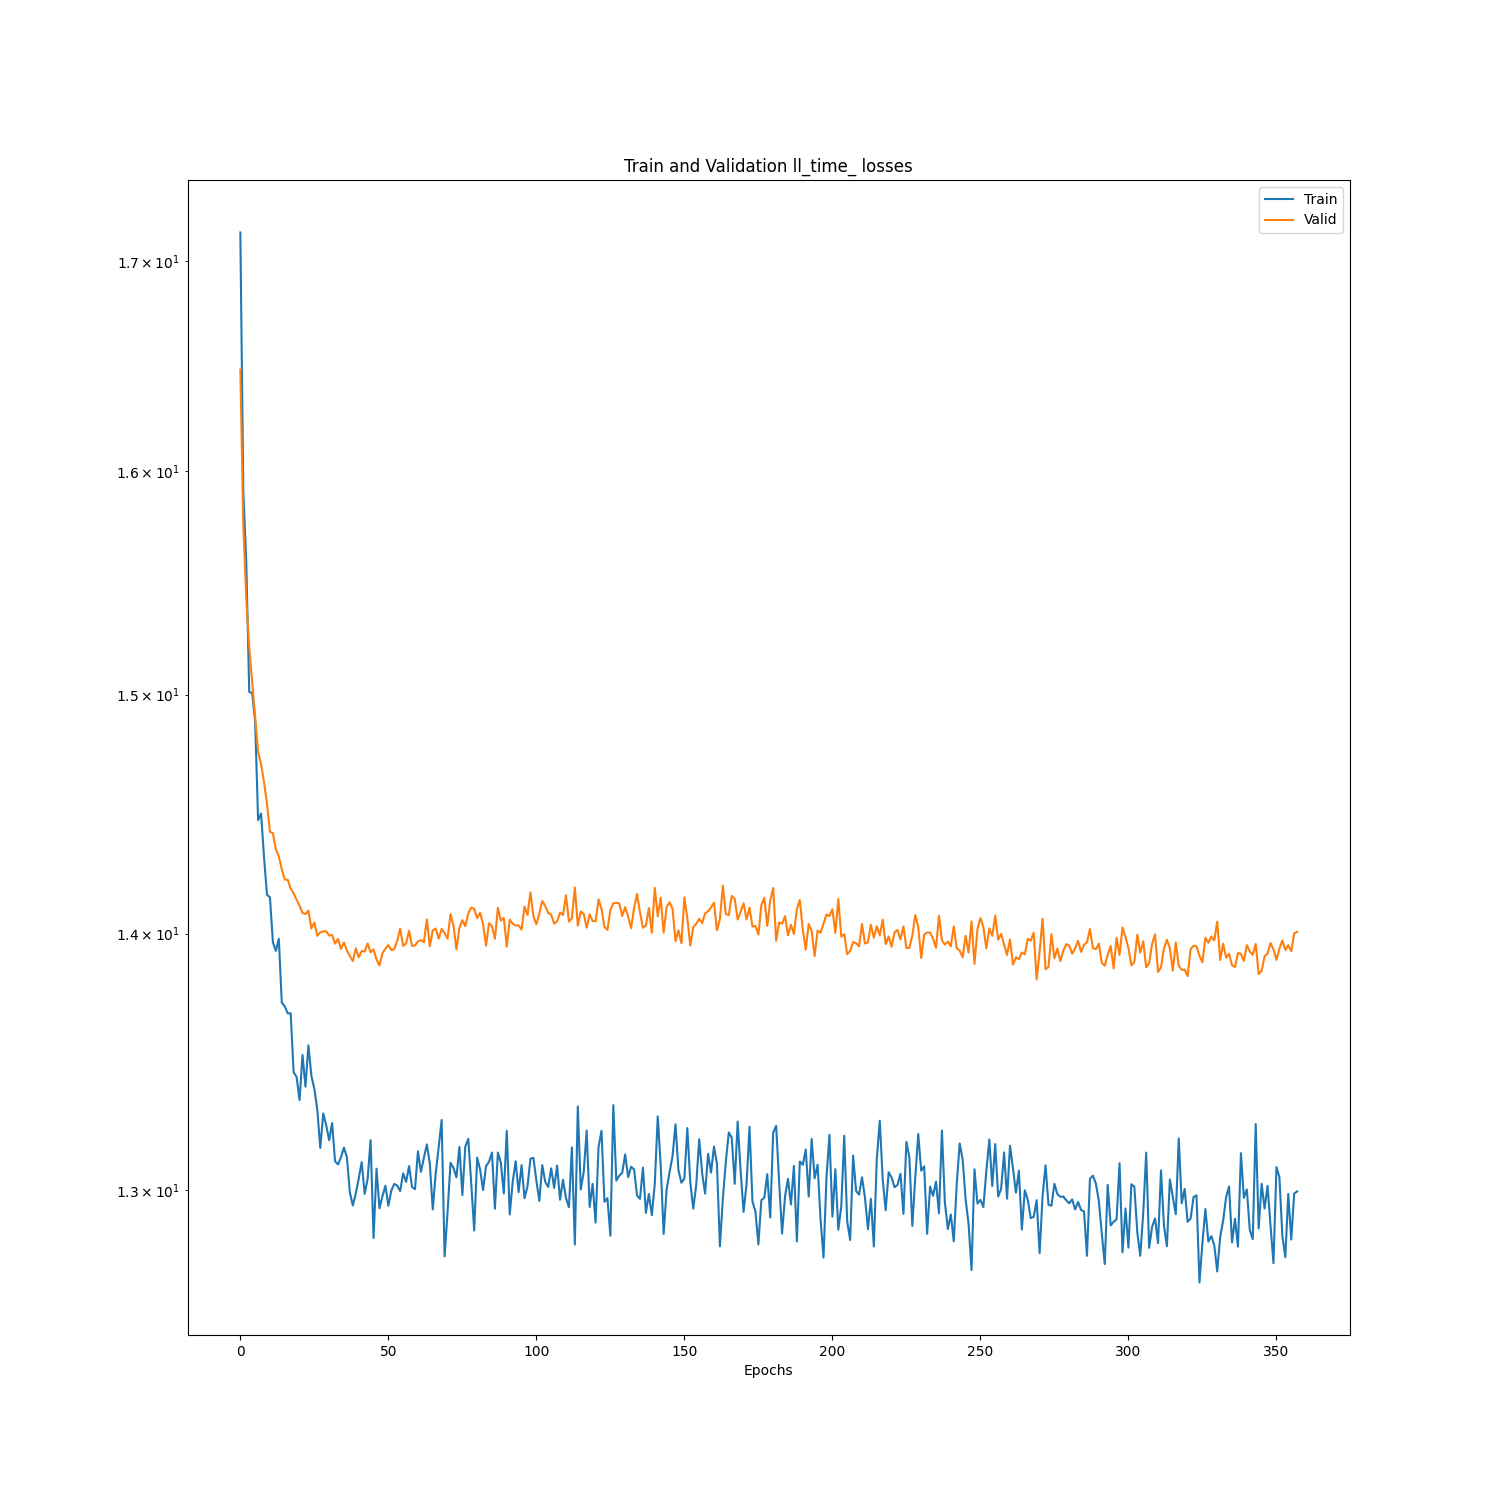 Train and Validation ll_time_ losses
Train
Valid
1.7 × 10¹
1.6 × 10¹
1.5 × 10¹
1.4 × 10¹
1.3 × 10¹
0 50 100 150 200 250 300 350
Epochs